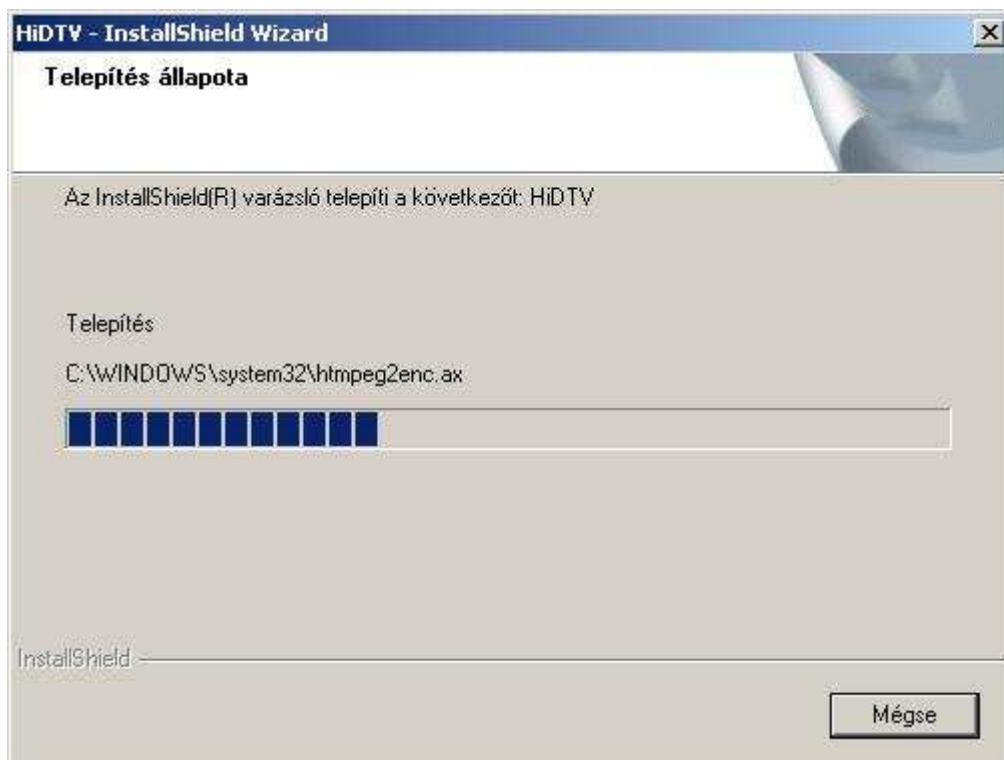 HiDTV - InstallShield Wizard
Telepítés állapota
Az InstallShield(R) varázsló telepíti a következőt: HiDTV
Telepítés
C:\WINDOWS\system32\htmpeg2enc.ax
InstallShield
Mégse